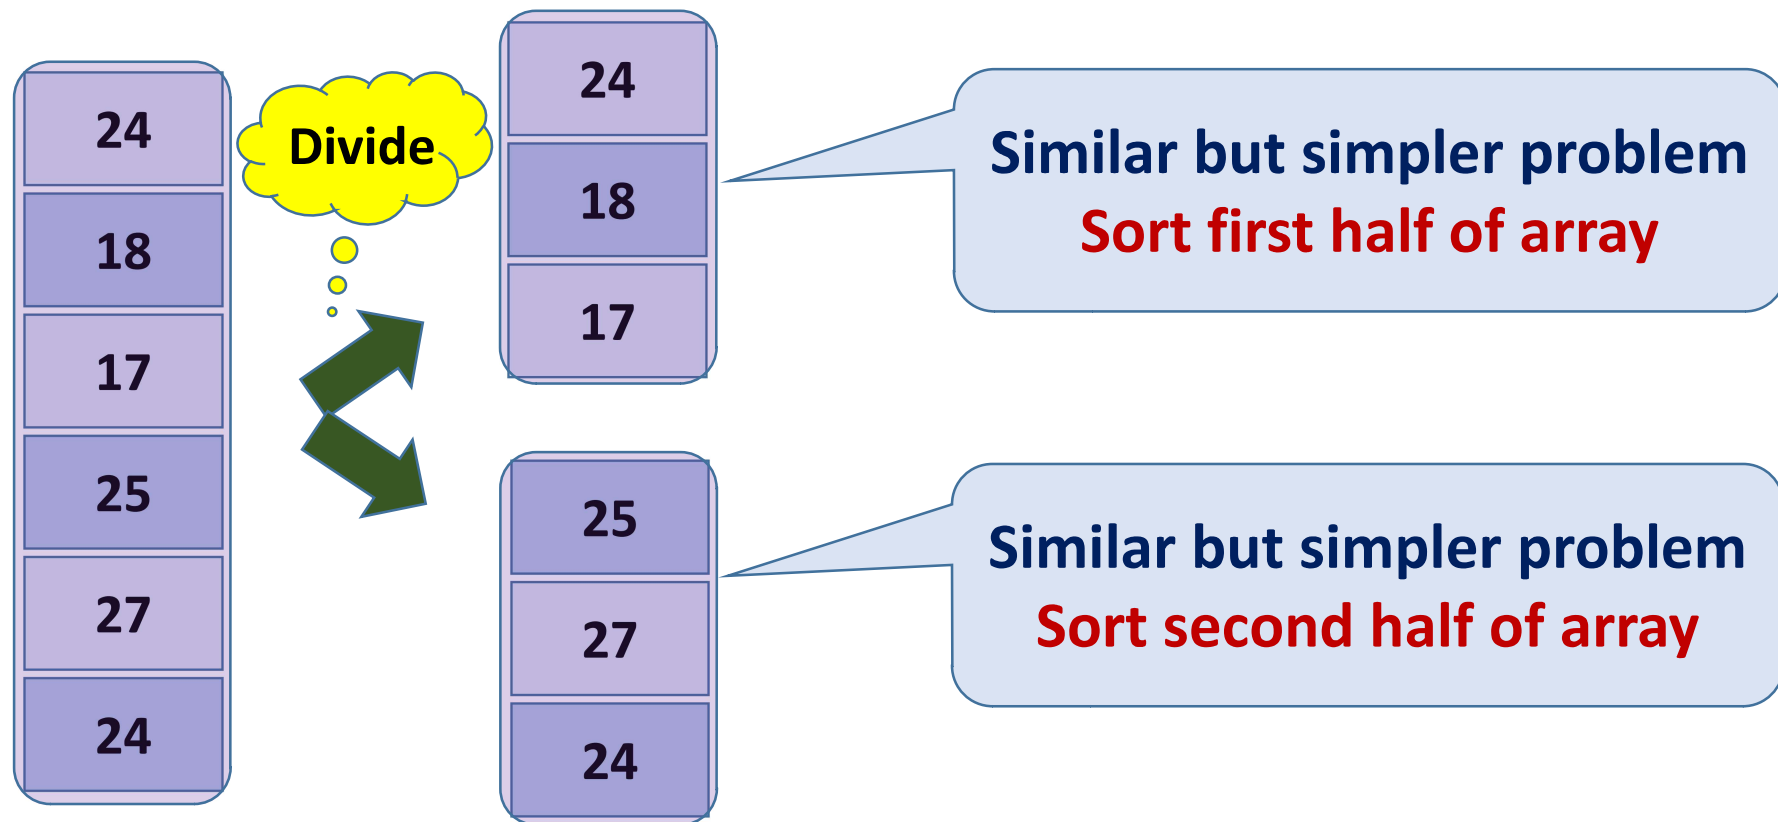 24
18
17
25
27
24
Divide
24
18
17
Similar but simpler problem
Sort first half of array
25
27
24
Similar but simpler problem
Sort second half of array